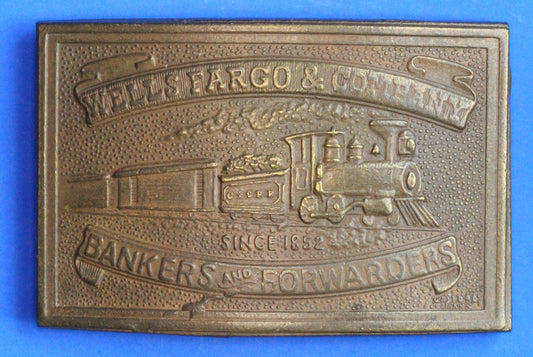 WELLS FARGO & COMPANY
SINCE 1852
BANKERS AND FORWARDERS